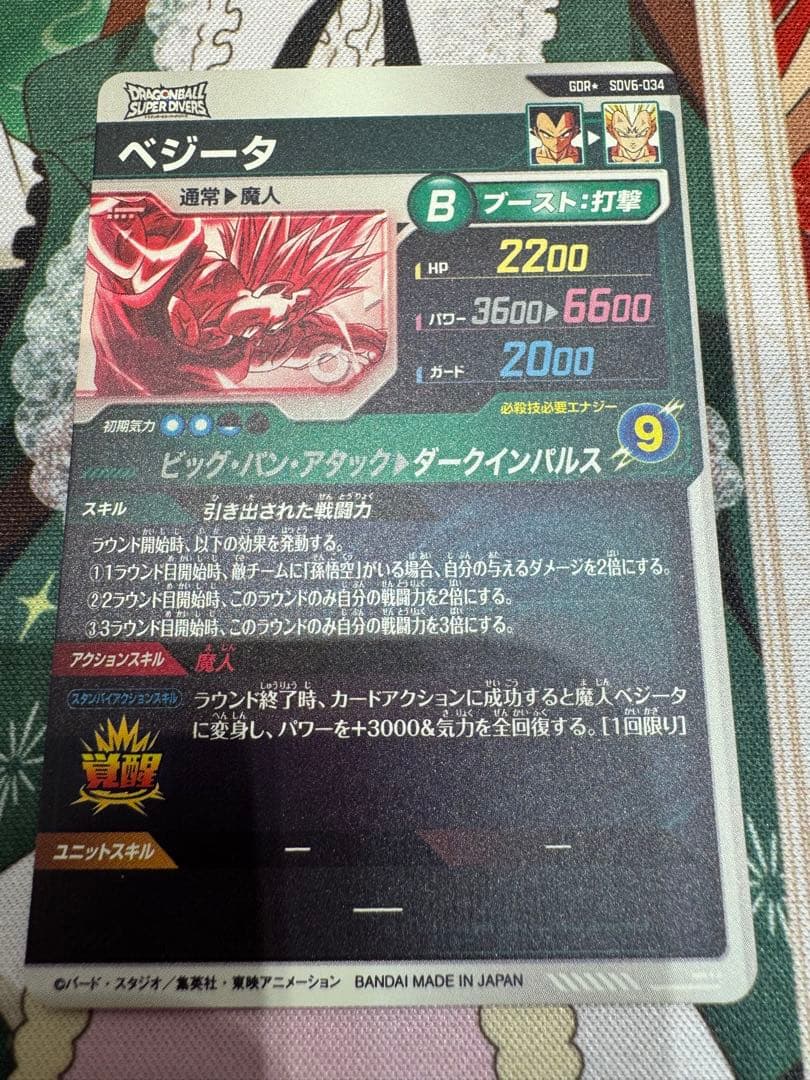 DRAGONBALL
SUPER DIVERS
GDR★ SDV6-034
ベジータ
通常▶魔人
B ブースト:打撃
HP 2200
パワー 3600▶6600
ガード 2000
初期気力
必殺技必要エナジー
9
ビッグ・バン・アタック▶ダークインパルス
スキル 引き出された戦闘力
ラウンド開始時、以下の効果を発動する。
①1ラウンド目開始時、敵チームに「孫悟空」がいる場合、自分の与えるダメージを2倍にする。
②2ラウンド目開始時、このラウンドのみ自分の戦闘力を2倍にする。
③3ラウンド目開始時、このラウンドのみ自分の戦闘力を3倍にする。
アクションスキル 魔人
スタンバイアクションスキル
ラウンド終了時、カードアクションに成功すると魔人ベジータ
に変身し、パワーを+3000&気力を全回復する。[1回限り]
覚醒
ユニットスキル ー ー
ー
©バード・スタジオ/集英社・東映アニメーション BANDAI MADE IN JAPAN